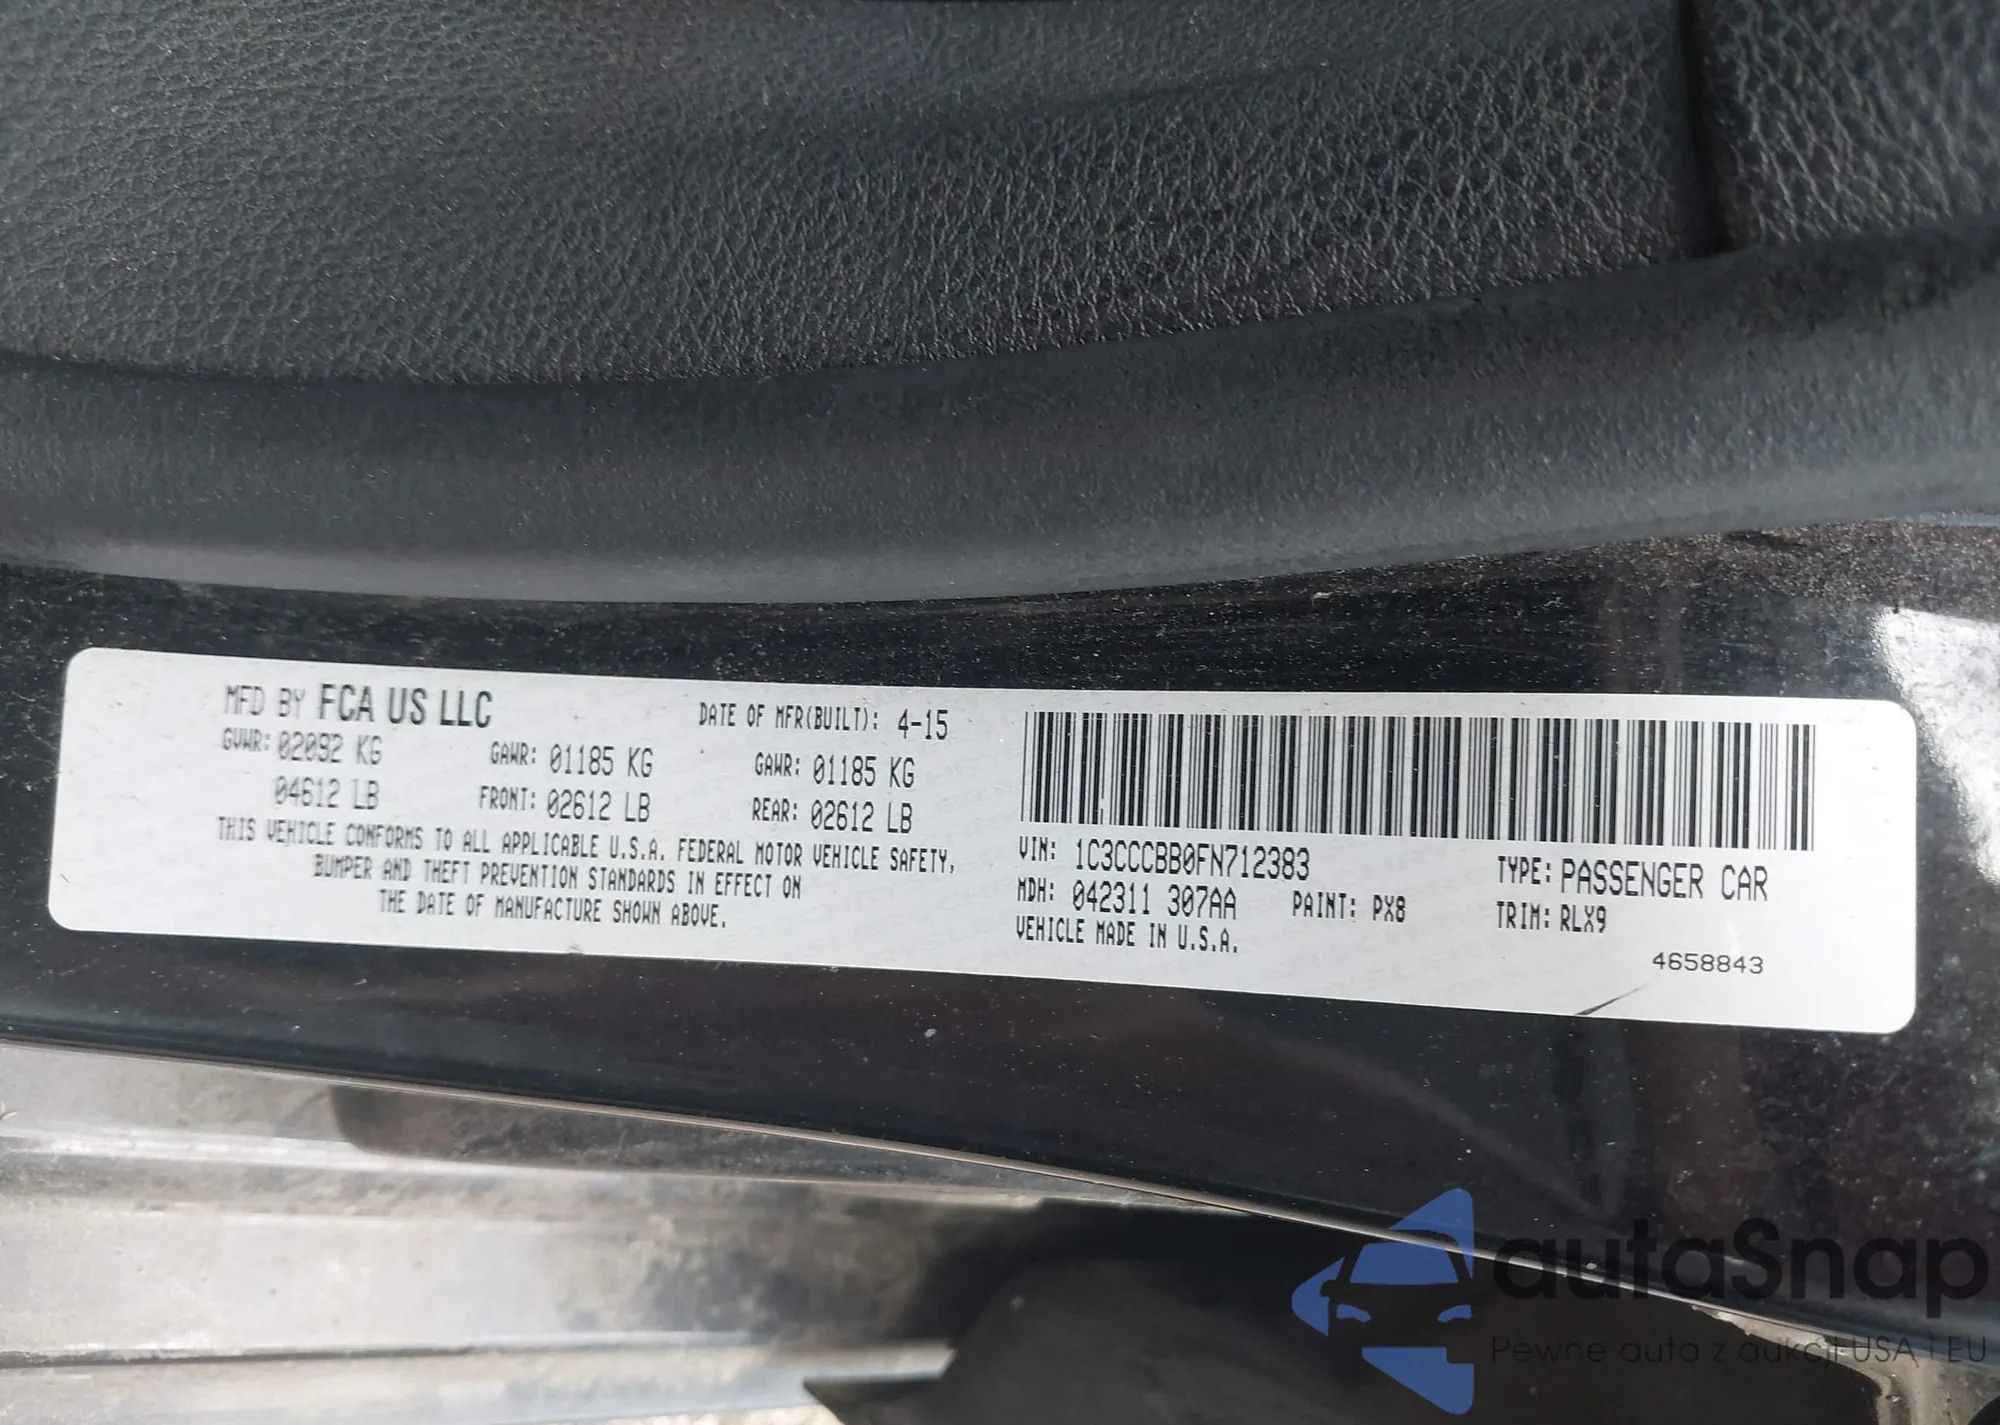 MFD BY FCA US LLC
DATE OF MFR(BUILT): 4-15
GVWR: 02092 KG GAWR: 01185 KG GAWR: 01185 KG
04612 LB FRONT: 02612 LB REAR: 02612 LB
THIS VEHICLE CONFORMS TO ALL APPLICABLE U.S.A. FEDERAL MOTOR VEHICLE SAFETY,
BUMPER AND THEFT PREVENTION STANDARDS IN EFFECT ON
THE DATE OF MANUFACTURE SHOWN ABOVE.
VIN: 1C3CCCBB0FN712383 TYPE: PASSENGER CAR
MDH: 042311 307AA PAINT: PX8 TRIM: RLX9
VEHICLE MADE IN U.S.A.
4658843
autaSnap
Pewne auta z aukcji USA i EU